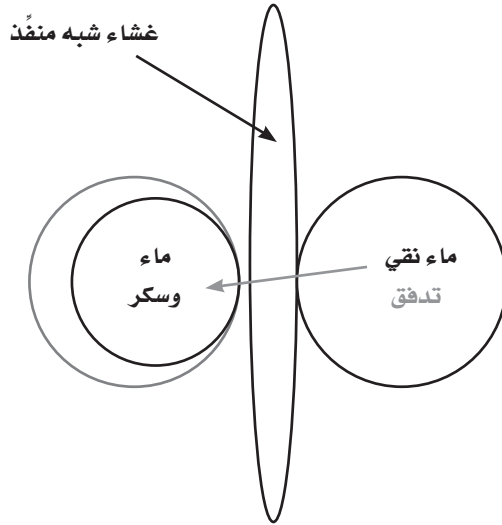 غشاء شبه منفِّذ
ماء نقي
تدفق
ماء
وسكر